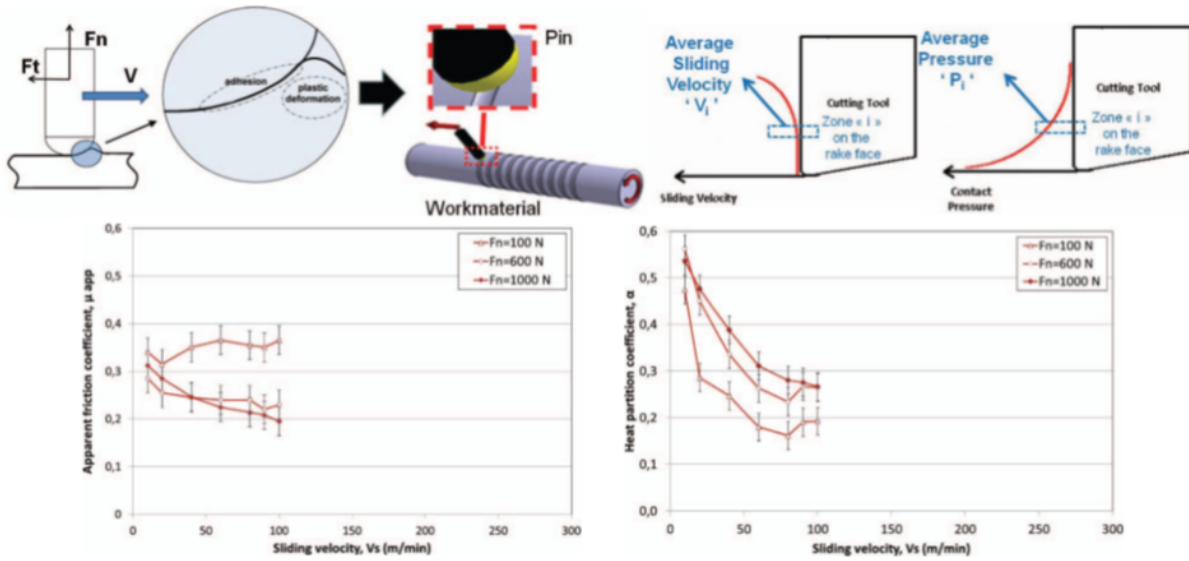 Fn
Ft
V
adhesion
plastic
deformation
Pin
Workmaterial
Average
Sliding
Velocity
‘ Vi ’
Cutting Tool
Zone « i »
on the
rake face
Sliding Velocity
Average
Pressure
‘ Pi ‘
Cutting Tool
Zone « i »
on the
rake face
Contact
Pressure
Apparent friction coefficient, μ app
0,6
0,5
0,4
0,3
0,2
0,1
0
0
50
100
150
200
250
300
Sliding velocity, Vs (m/min)
Fn=100 N
Fn=600 N
Fn=1000 N
Heat partition coefficient, α
0,6
0,5
0,4
0,3
0,2
0,1
0,0
0
50
100
150
200
250
300
Sliding velocity, Vs (m/min)
Fn=100 N
Fn=600 N
Fn=1000 N